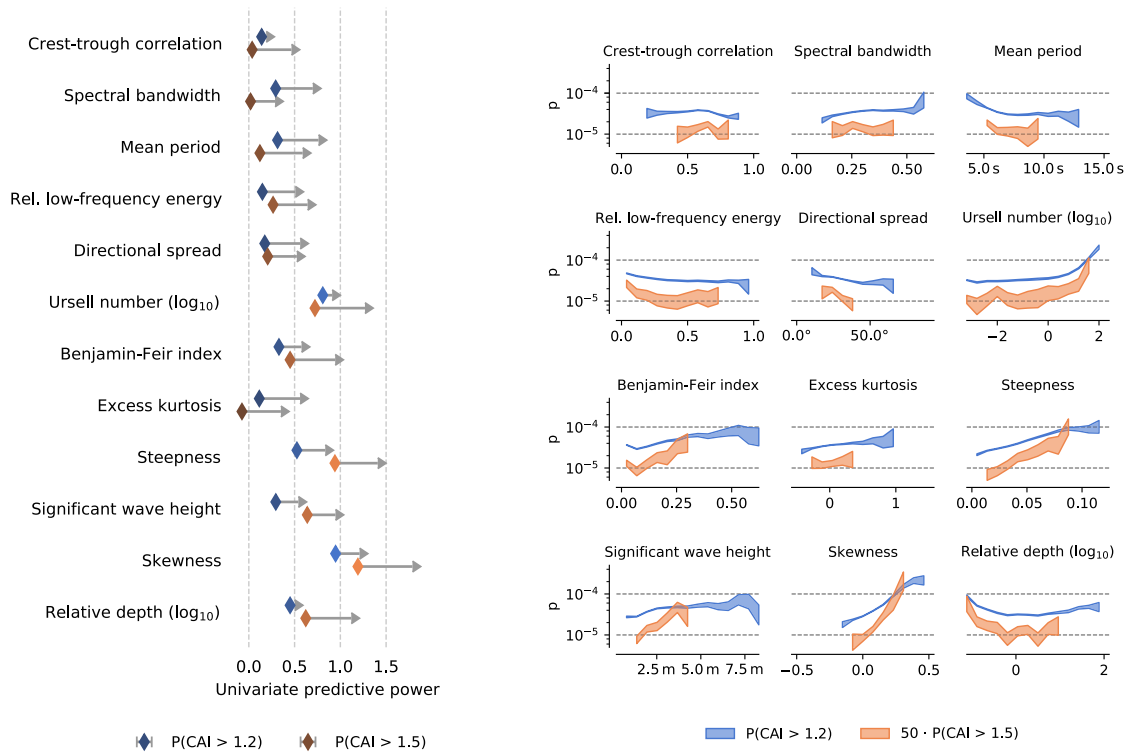 Crest-trough correlation
Spectral bandwidth
Mean period
Rel. low-frequency energy
Directional spread
Ursell number (log₁₀)
Benjamin-Feir index
Excess kurtosis
Steepness
Significant wave height
Skewness
Relative depth (log₁₀)
0.0 0.5 1.0 1.5
Univariate predictive power
P(CAI > 1.2) P(CAI > 1.5)
Crest-trough correlation Spectral bandwidth Mean period
p
10⁻⁴
10⁻⁵
0.0 0.5 1.0 0.00 0.25 0.50 5.0 s 10.0 s 15.0 s
Rel. low-frequency energy Directional spread Ursell number (log₁₀)
p
10⁻⁴
10⁻⁵
0.0 0.5 1.0 0.0° 50.0° −2 0 2
Benjamin-Feir index Excess kurtosis Steepness
p
10⁻⁴
10⁻⁵
0.00 0.25 0.50 0 1 0.00 0.05 0.10
Significant wave height Skewness Relative depth (log₁₀)
p
10⁻⁴
10⁻⁵
2.5 m 5.0 m 7.5 m −0.5 0.0 0.5 0 2
P(CAI > 1.2) 50 · P(CAI > 1.5)